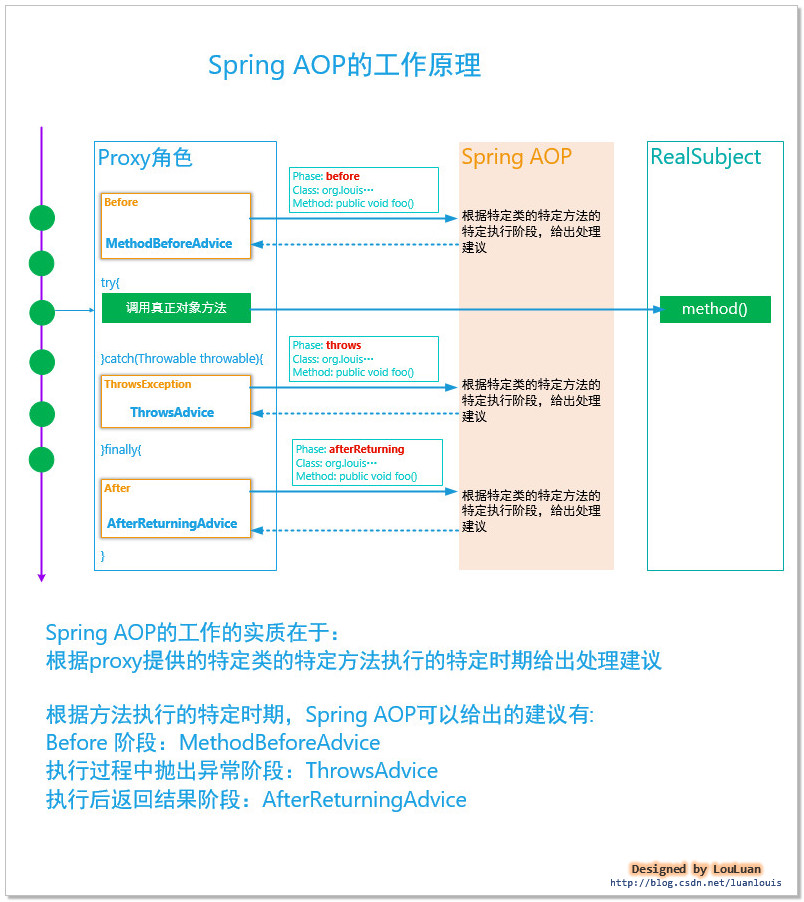 Spring AOP的工作原理
Proxy角色
Spring AOP
RealSubject
Phase: before
Class: org.louis…
Method: public void foo()
Before
MethodBeforeAdvice
根据特定类的特定方法的
特定执行阶段，给出处理
建议
try{
调用真正对象方法
method()
Phase: throws
Class: org.louis…
Method: public void foo()
}catch(Throwable throwable){
ThrowsException
ThrowsAdvice
根据特定类的特定方法的
特定执行阶段，给出处理
建议
}finally{
Phase: afterReturning
Class: org.louis…
Method: public void foo()
After
AfterReturningAdvice
根据特定类的特定方法的
特定执行阶段，给出处理
建议
}
Spring AOP的工作的实质在于：
根据proxy提供的特定类的特定方法执行的特定时期给出处理建议
根据方法执行的特定时期，Spring AOP可以给出的建议有:
Before 阶段：MethodBeforeAdvice
执行过程中抛出异常阶段：ThrowsAdvice
执行后返回结果阶段：AfterReturningAdvice
Designed by LouLuan
http://blog.csdn.net/luanlouis